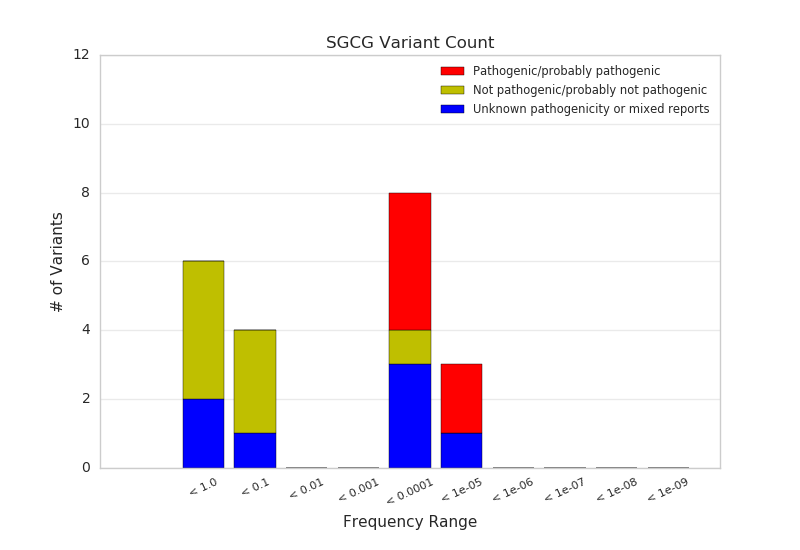 SGCG Variant Count
12
10
8
6
4
2
0
# of Variants
Pathogenic/probably pathogenic
Not pathogenic/probably not pathogenic
Unknown pathogenicity or mixed reports
< 1.0
< 0.1
< 0.01
< 0.001
< 0.0001
< 1e-05
< 1e-06
< 1e-07
< 1e-08
< 1e-09
Frequency Range